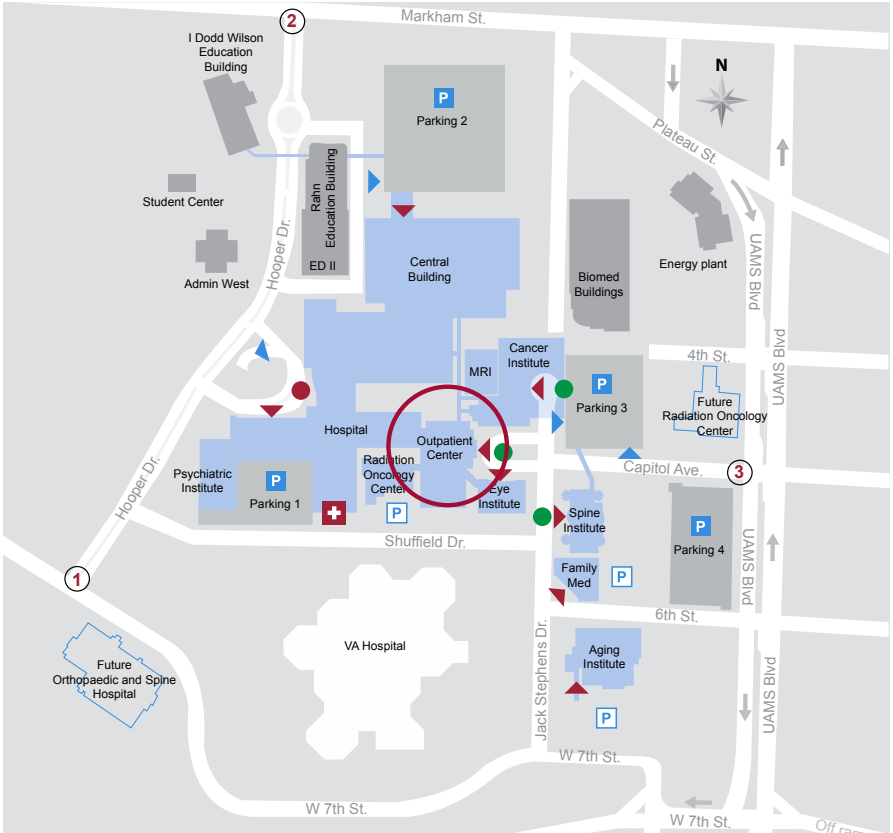 2
Markham St.
I Dodd Wilson
Education
Building
P
Parking 2
N
Plateau St.
Rahn
Education Building
ED II
Student Center
Admin West
Hooper Dr.
Central
Building
Biomed
Buildings
Energy plant
UAMS Blvd
UAMS Blvd
4th St.
Cancer
Institute
MRI
P
Parking 3
Future
Radiation Oncology
Center
Hospital
Outpatient
Center
Radiation
Oncology
Center
Psychiatric
Institute
P
Parking 1
Hooper Dr.
P
Eye
Institute
Capitol Ave.
3
Spine
Institute
P
Parking 4
Shuffield Dr.
Family
Med
P
UAMS Blvd
6th St.
1
VA Hospital
Future
Orthopaedic and Spine
Hospital
Jack Stephens Dr.
Aging
Institute
P
UAMS Blvd
W 7th St.
W 7th St.
W 7th St.
Off ram